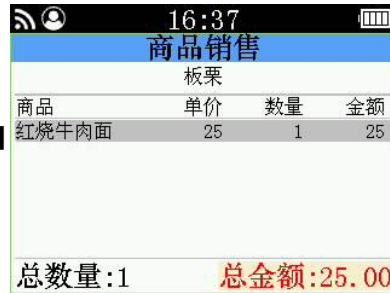 16:37
商品销售
板栗
商品 单价 数量 金额
红烧牛肉面 25 1 25
总数量:1 总金额:25.00